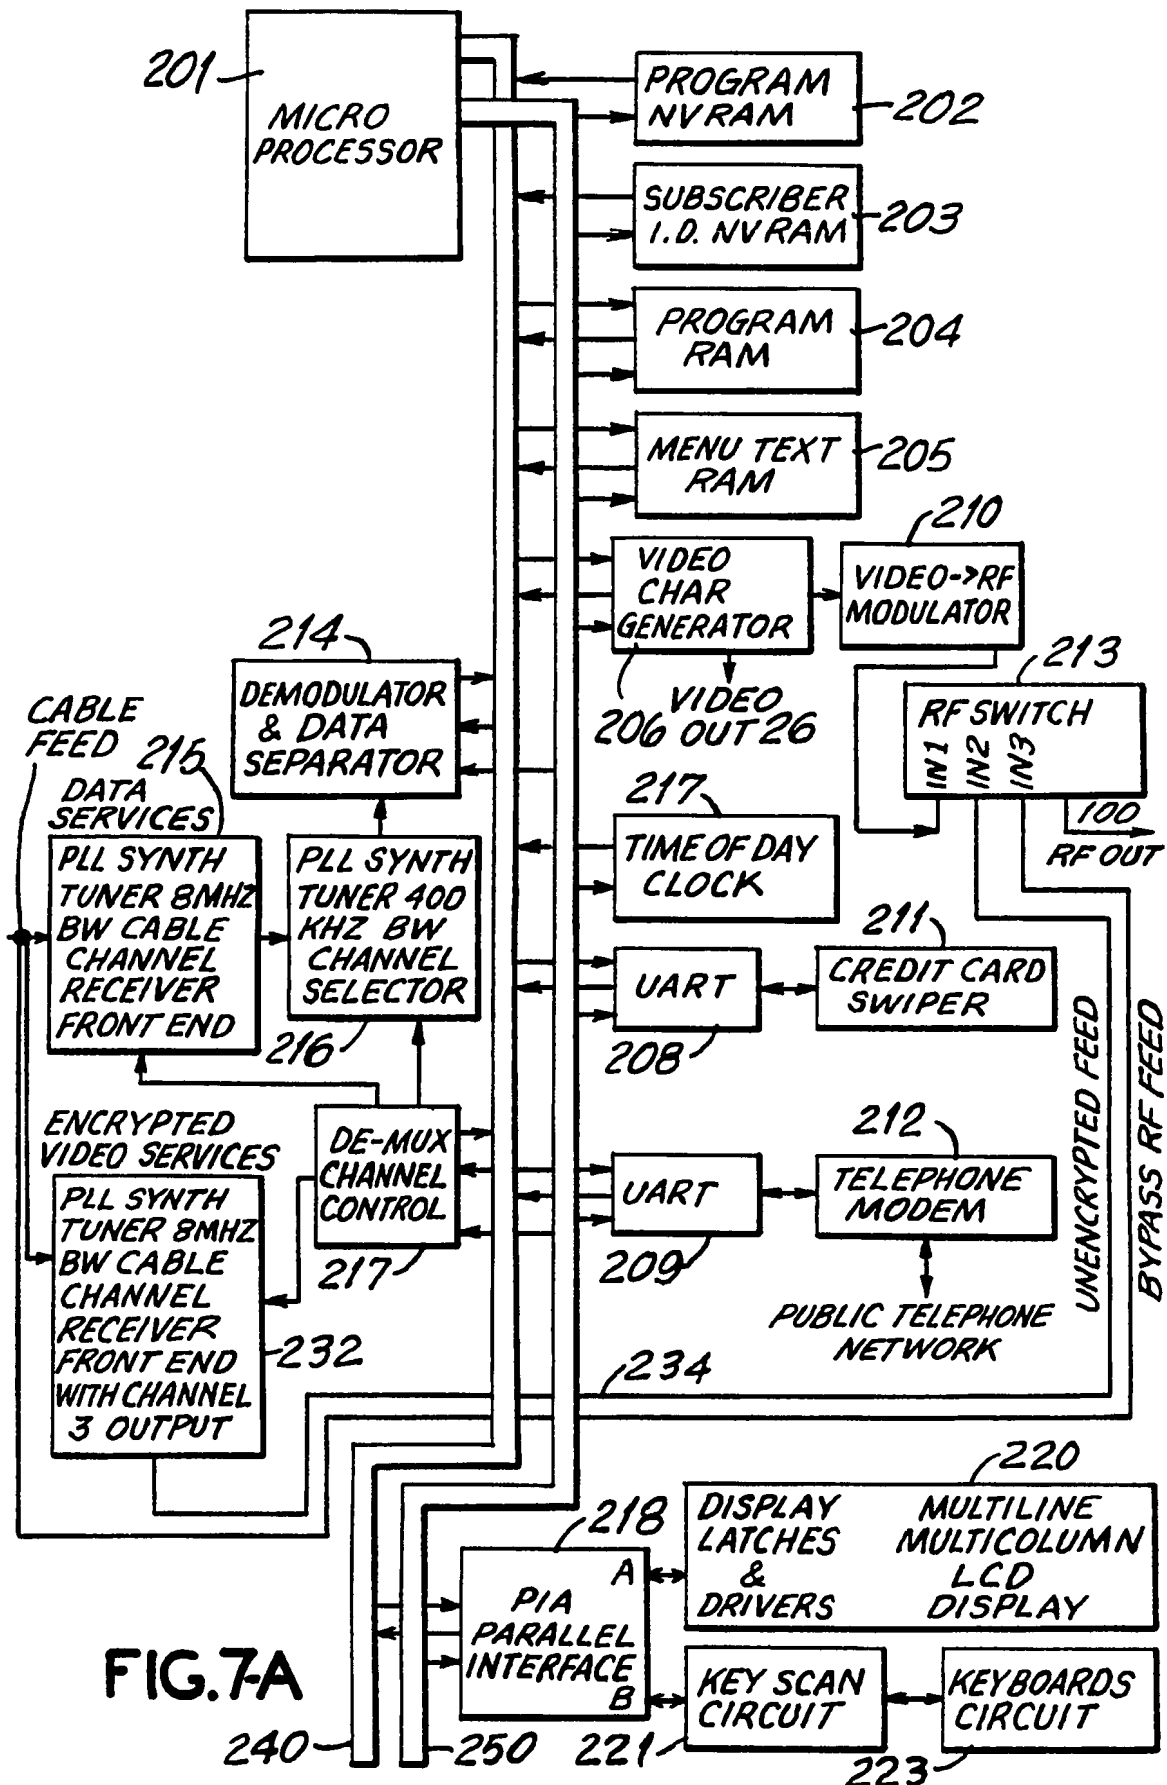 201
MICRO
PROCESSOR
PROGRAM
NVRAM
202
SUBSCRIBER
I.D. NVRAM
203
PROGRAM
RAM
204
MENU TEXT
RAM
205
VIDEO
CHAR
GENERATOR
206
VIDEO
OUT 26
210
VIDEO->RF
MODULATOR
213
RF SWITCH
IN1
IN2
IN3
100
RF OUT
214
DEMODULATOR
& DATA
SEPARATOR
CABLE
FEED
215
DATA
SERVICES
PLL SYNTH
TUNER 8MHZ
BW CABLE
CHANNEL
RECEIVER
FRONT END
PLL SYNTH
TUNER 400
KHZ BW
CHANNEL
SELECTOR
216
217
TIME OF DAY
CLOCK
UART
208
211
CREDIT CARD
SWIPER
UNENCRYPTED FEED
BYPASS RF FEED
ENCRYPTED
VIDEO SERVICES
PLL SYNTH
TUNER 8MHZ
BW CABLE
CHANNEL
RECEIVER
FRONT END
WITH CHANNEL
3 OUTPUT
232
DE-MUX
CHANNEL
CONTROL
217
UART
209
212
TELEPHONE
MODEM
PUBLIC TELEPHONE
NETWORK
234
218
A
PIA
PARALLEL
INTERFACE
B
220
DISPLAY
LATCHES
&
DRIVERS
MULTILINE
MULTICOLUMN
LCD
DISPLAY
KEY SCAN
CIRCUIT
221
KEYBOARDS
CIRCUIT
223
FIG.7-A
240
250